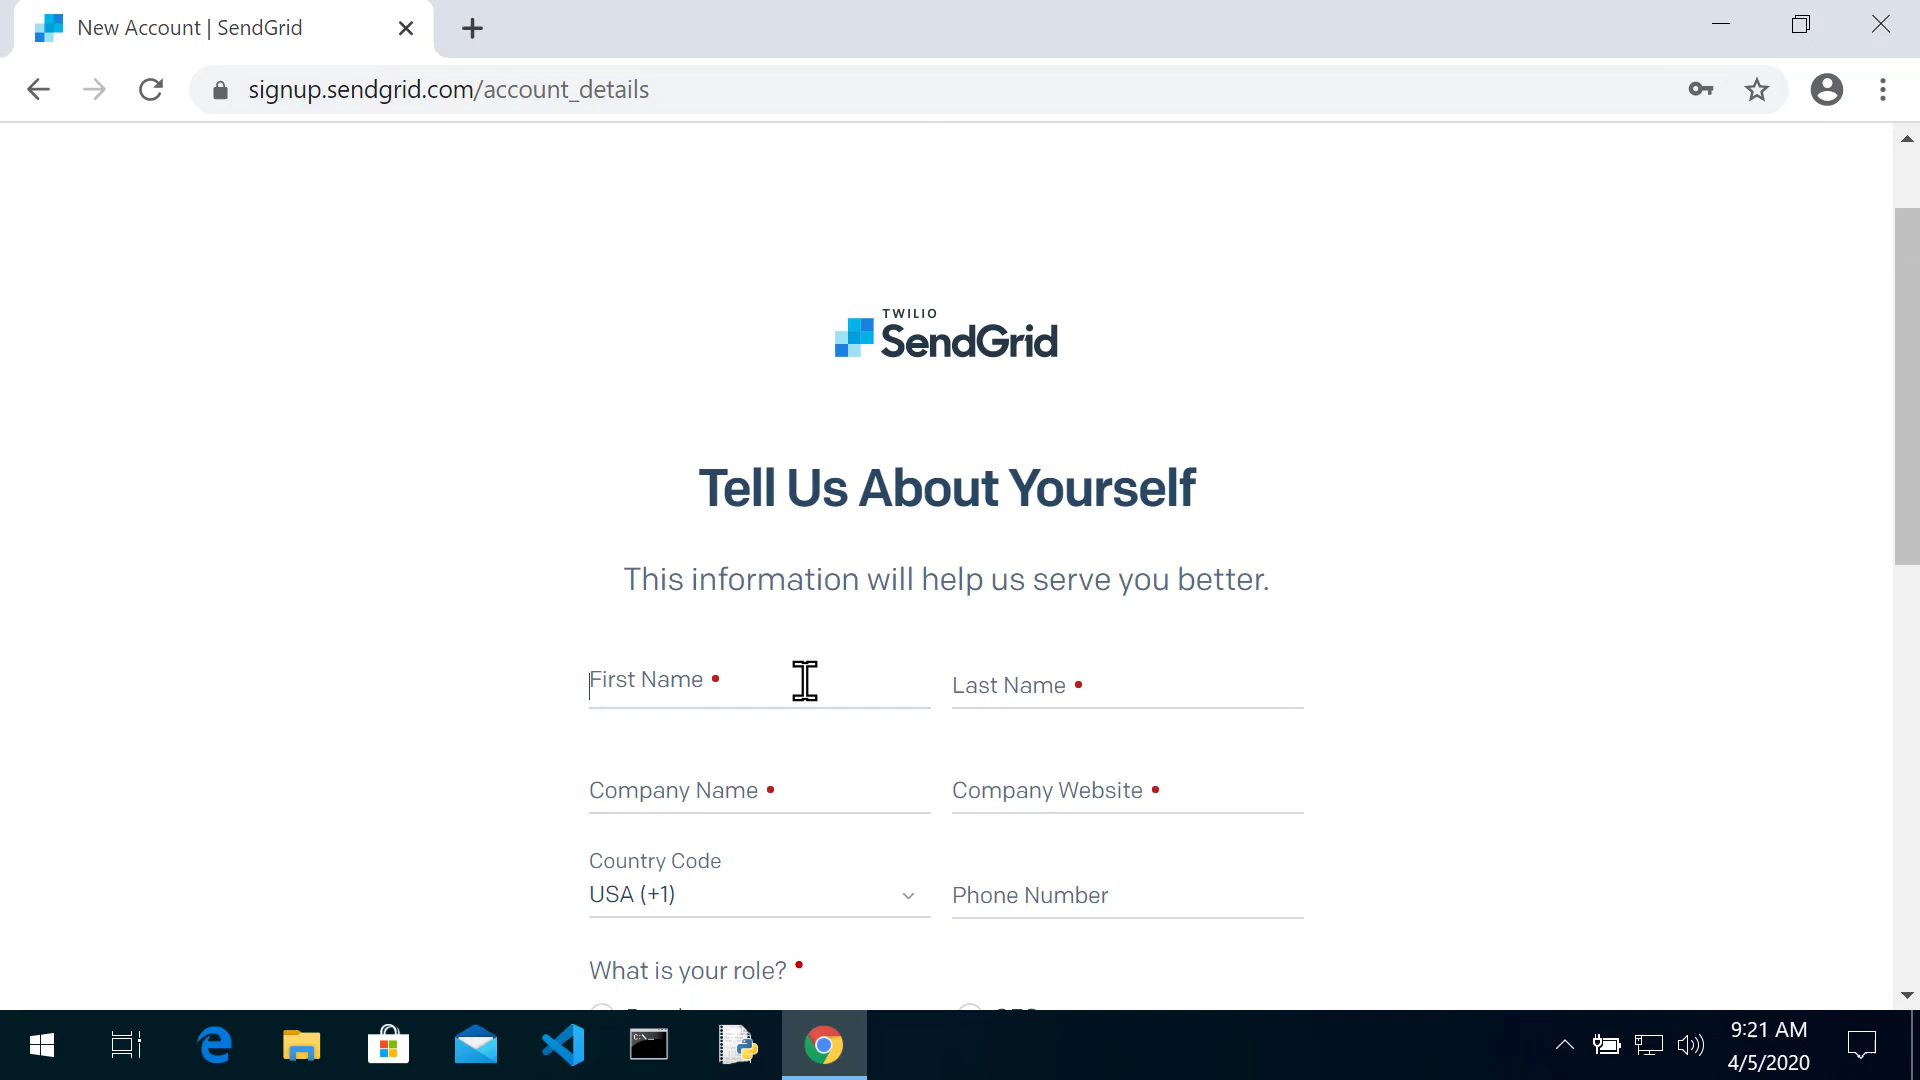 New Account | SendGrid
signup.sendgrid.com/account_details
TWILIO
SendGrid
Tell Us About Yourself
This information will help us serve you better.
First Name •
Last Name •
Company Name •
Company Website •
Country Code
USA (+1)
Phone Number
What is your role? •
9:21 AM
4/5/2020